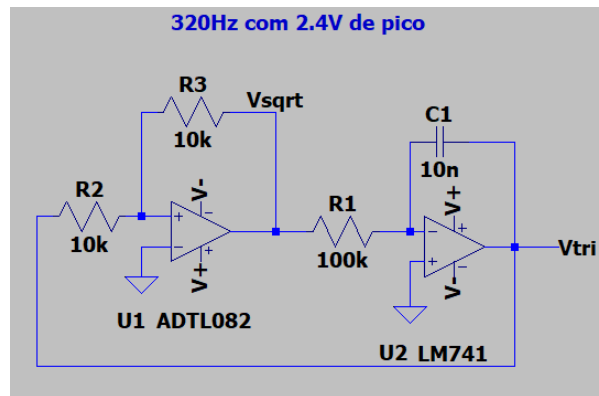 320Hz com 2.4V de pico
R3
Vsqrt
10k
C1
10n
R2
10k
V-
+
-
-
+
V+
R1
100k
V+
-
+
+
-
V-
Vtri
U1 ADTL082
U2 LM741